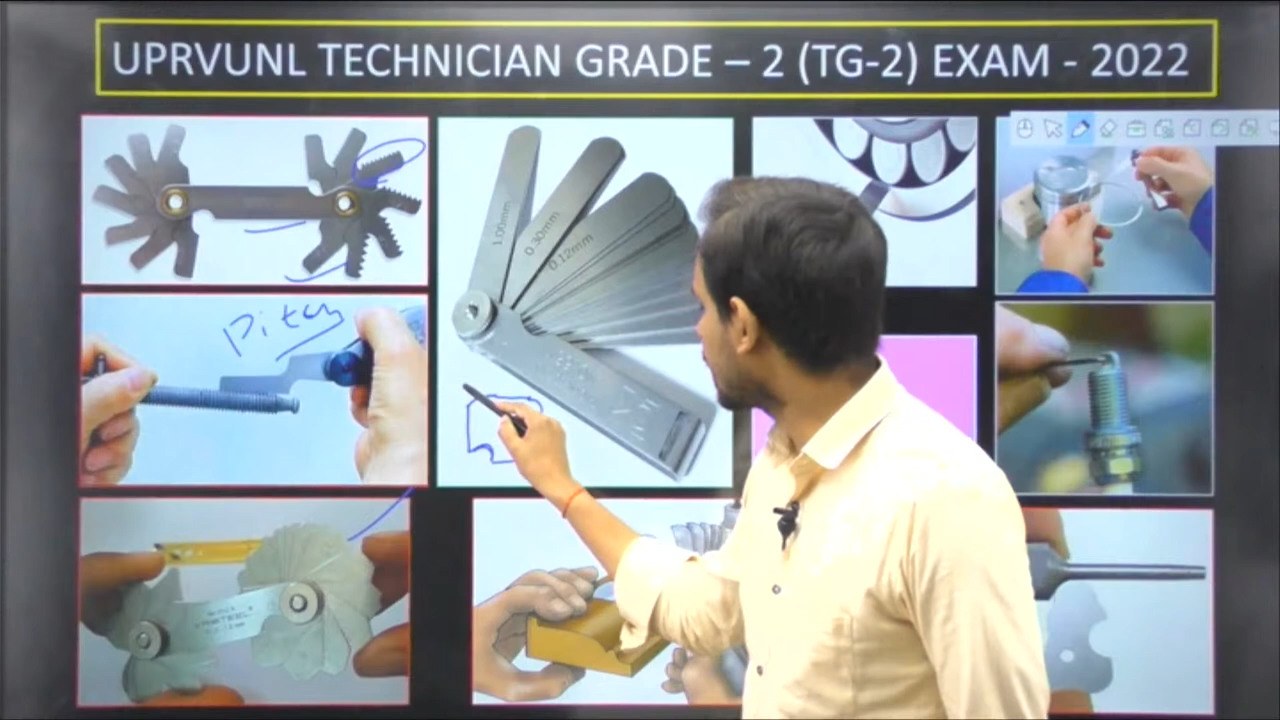 UPRVUNL TECHNICIAN GRADE – 2 (TG-2) EXAM - 2022
1.00mm
0.30mm
0.12mm
Pitch